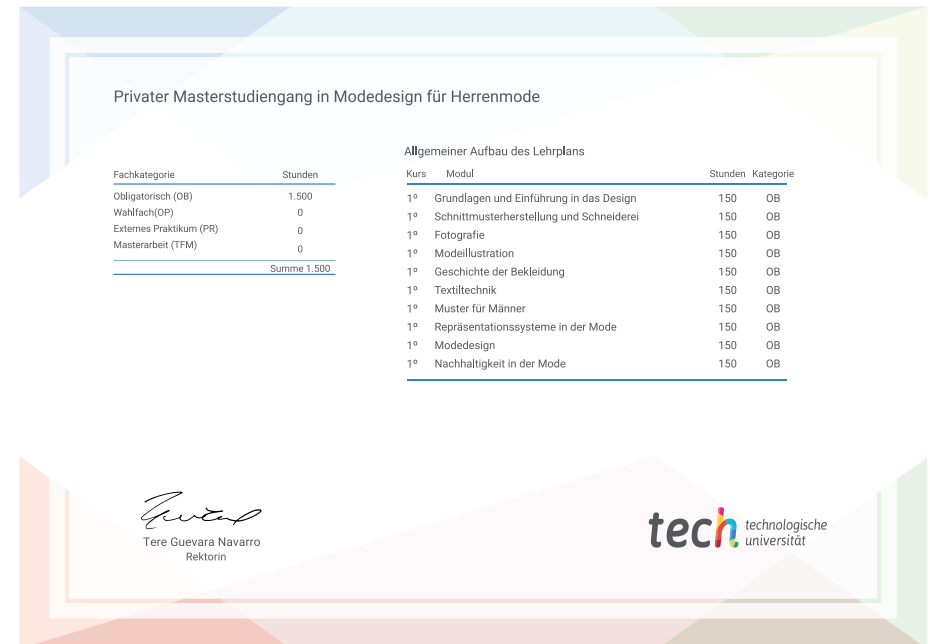 Privater Masterstudiengang in Modedesign für Herrenmode
Fachkategorie Stunden
Obligatorisch (OB) 1.500
Wahlfach(OP) 0
Externes Praktikum (PR) 0
Masterarbeit (TFM) 0
Summe 1.500
Allgemeiner Aufbau des Lehrplans
Kurs Modul Stunden Kategorie
1º Grundlagen und Einführung in das Design 150 OB
1º Schnittmusterherstellung und Schneiderei 150 OB
1º Fotografie 150 OB
1º Modeillustration 150 OB
1º Geschichte der Bekleidung 150 OB
1º Textiltechnik 150 OB
1º Muster für Männer 150 OB
1º Repräsentationssysteme in der Mode 150 OB
1º Modedesign 150 OB
1º Nachhaltigkeit in der Mode 150 OB
Tere Guevara Navarro
Rektorin
tech technologische
universität